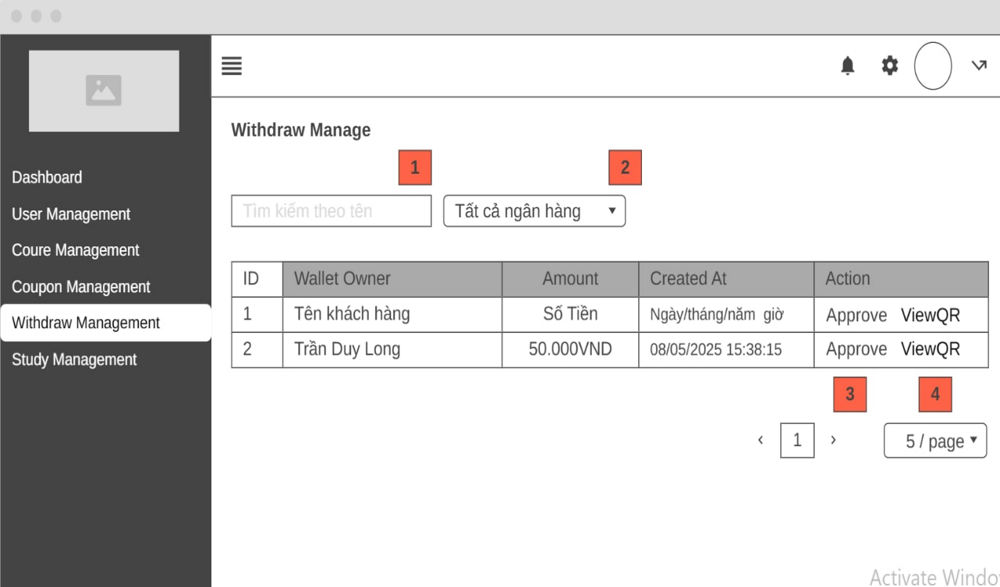 Dashboard
User Management
Coure Management
Coupon Management
Withdraw Management
Study Management
Withdraw Manage
1 2
Tìm kiếm theo tên Tất cả ngân hàng
ID Wallet Owner Amount Created At Action
1 Tên khách hàng Số Tiền Ngày/tháng/năm giờ Approve ViewQR
2 Trần Duy Long 50.000VND 08/05/2025 15:38:15 Approve ViewQR
3 4
1 5 / page
Activate Windo